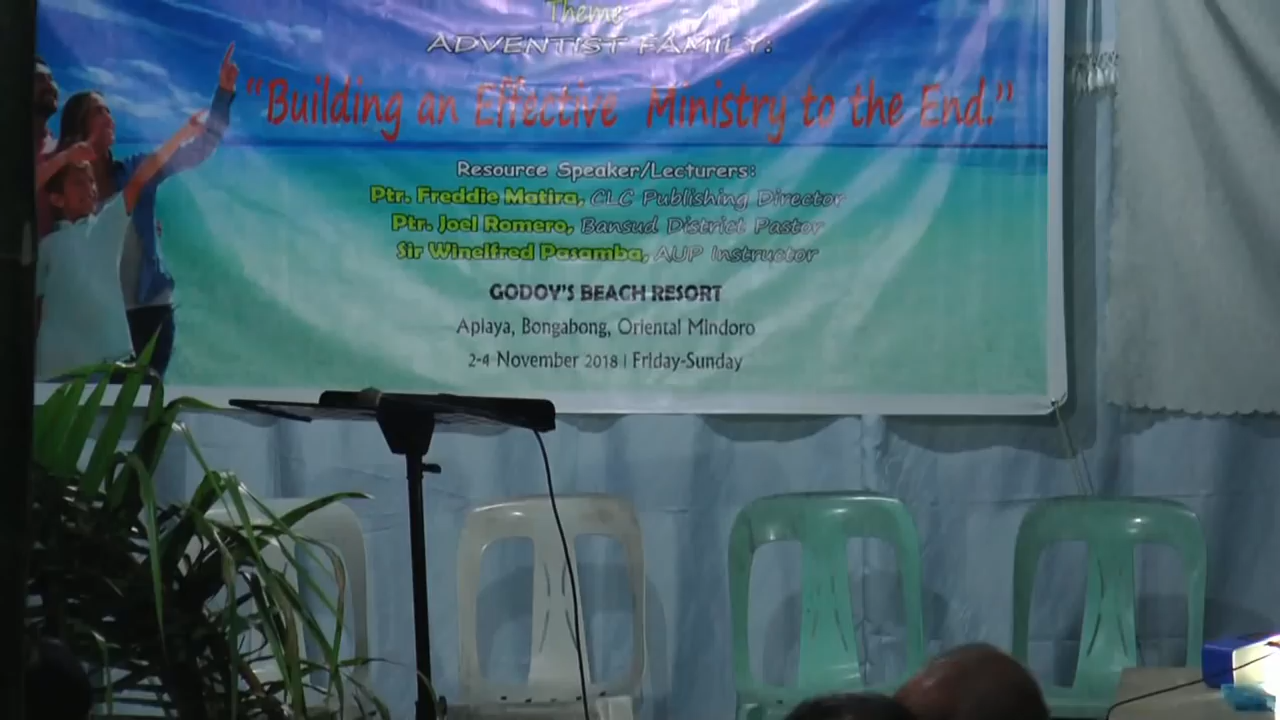 Theme
ADVENTIST FAMILY:
"Building an Effective Ministry to the End."
Resource Speaker/Lecturers:
Ptr. Freddie Matira, CLC Publishing Director
Ptr. Joel Romero, Bansud District Pastor
Sir Winelfred Pasamba, AUP Instructor
GODOY'S BEACH RESORT
Aplaya, Bongabong, Oriental Mindoro
2-4 November 2018 | Friday-Sunday